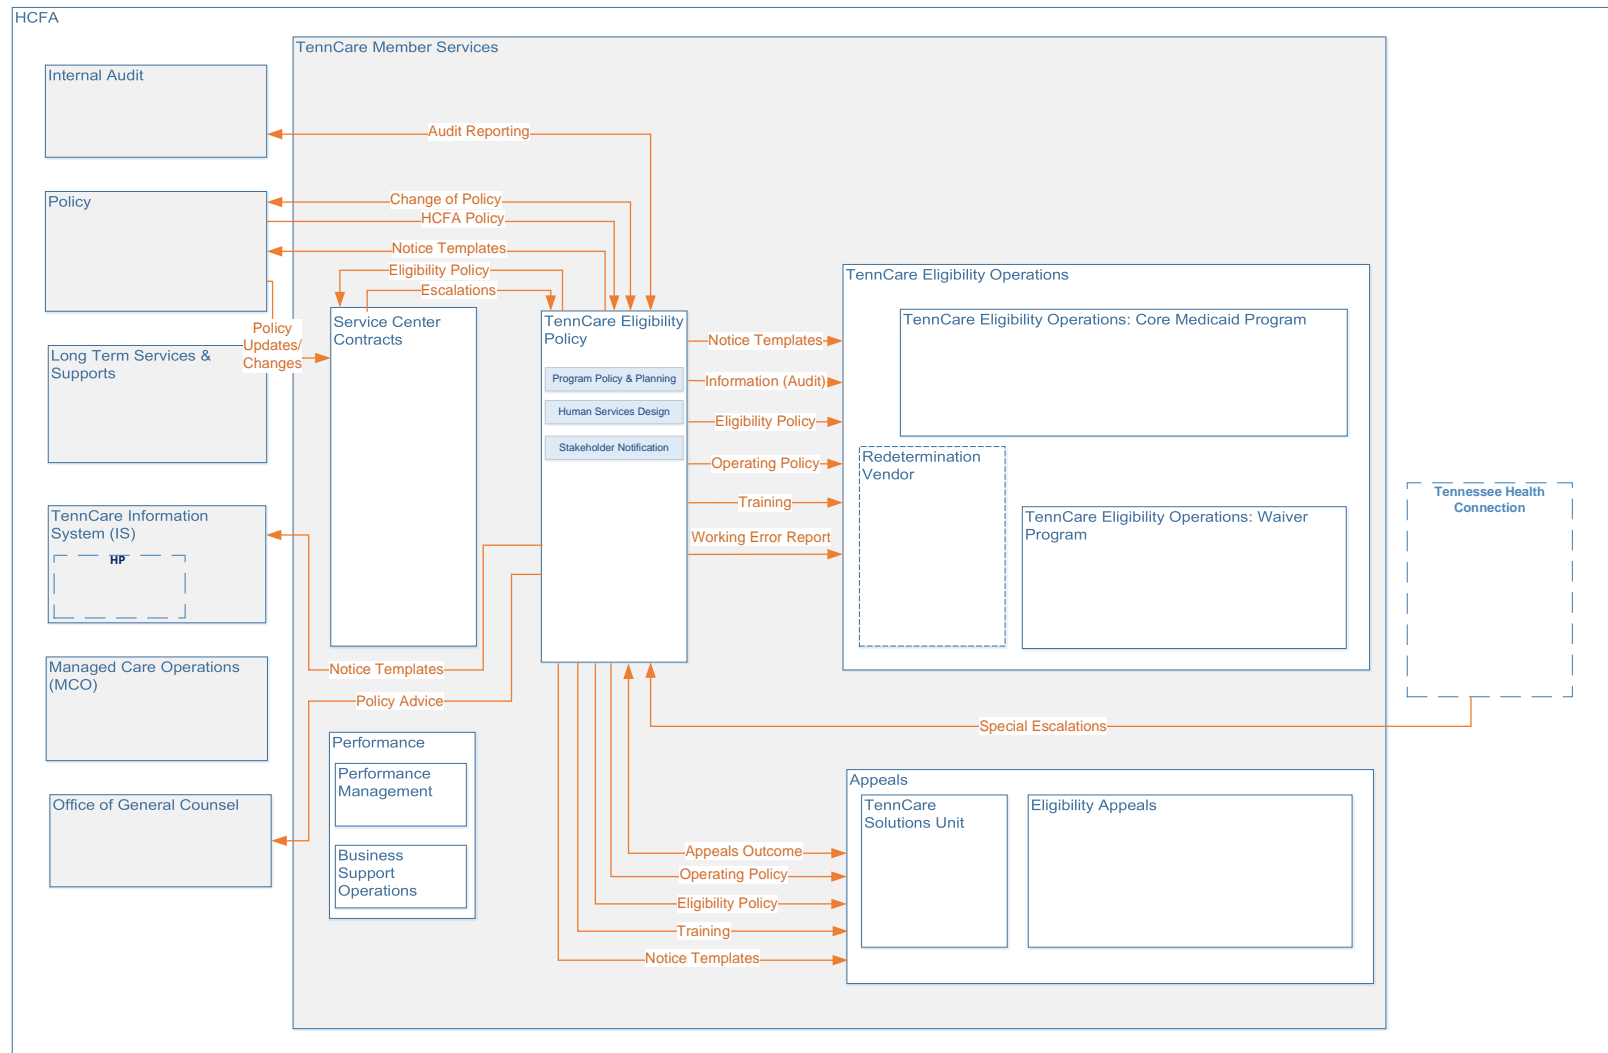 HCFA
TennCare Member Services
Internal Audit
Audit Reporting
Policy
Change of Policy
HCFA Policy
Notice Templates
Eligibility Policy
Escalations
Policy
Updates/
Changes
Long Term Services &
Supports
Service Center
Contracts
TennCare Eligibility
Policy
Program Policy & Planning
Human Services Design
Stakeholder Notification
Notice Templates
Information (Audit)
Eligibility Policy
Operating Policy
Training
Working Error Report
TennCare Eligibility Operations
TennCare Eligibility Operations: Core Medicaid Program
Redetermination
Vendor
TennCare Eligibility Operations: Waiver
Program
Tennessee Health
Connection
TennCare Information
System (IS)
HP
Managed Care Operations
(MCO)
Notice Templates
Policy Advice
Special Escalations
Office of General Counsel
Performance
Performance
Management
Business
Support
Operations
Appeals
TennCare
Solutions Unit
Eligibility Appeals
Appeals Outcome
Operating Policy
Eligibility Policy
Training
Notice Templates